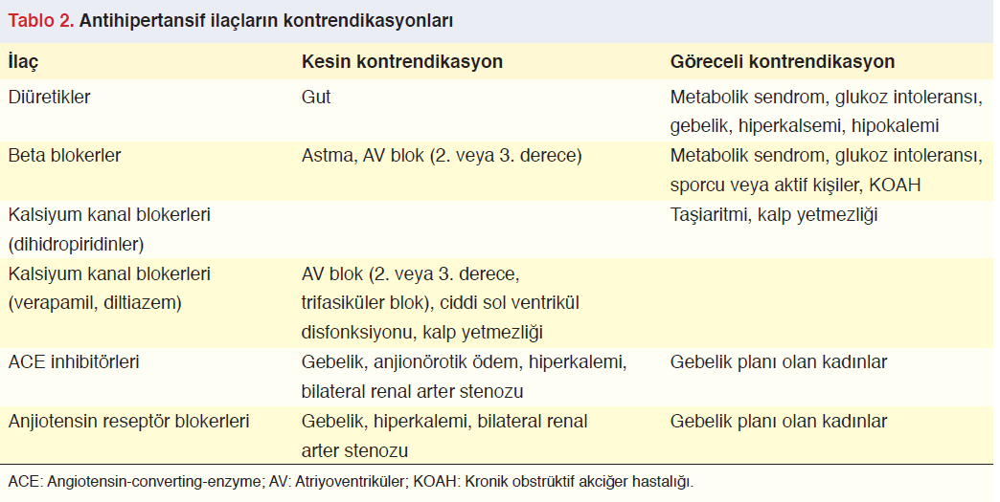 Tablo 2. Antihipertansif ilaçların kontrendikasyonları
İlaç Kesin kontrendikasyon Göreceli kontrendikasyon
Diüretikler Gut Metabolik sendrom, glukoz intoleransı,
gebelik, hiperkalsemi, hipokalemi
Beta blokerler Astma, AV blok (2. veya 3. derece) Metabolik sendrom, glukoz intoleransı,
sporcu veya aktif kişiler, KOAH
Kalsiyum kanal blokerleri Taşiaritmi, kalp yetmezliği
(dihidropiridinler)
Kalsiyum kanal blokerleri AV blok (2. veya 3. derece,
(verapamil, diltiazem) trifasiküler blok), ciddi sol ventrikül
disfonksiyonu, kalp yetmezliği
ACE inhibitörleri Gebelik, anjionörotik ödem, hiperkalemi, Gebelik planı olan kadınlar
bilateral renal arter stenozu
Anjiotensin reseptör blokerleri Gebelik, hiperkalemi, bilateral renal Gebelik planı olan kadınlar
arter stenozu
ACE: Angiotensin-converting-enzyme; AV: Atriyoventriküler; KOAH: Kronik obstrüktif akciğer hastalığı.